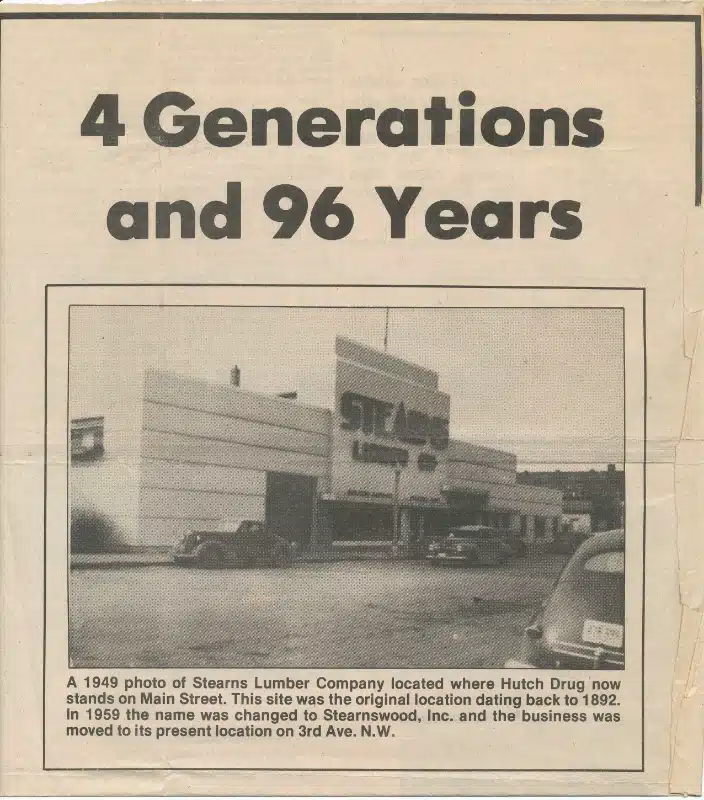 4 Generations
and 96 Years
STEARNS
LUMBER CO
A 1949 photo of Stearns Lumber Company located where Hutch Drug now
stands on Main Street. This site was the original location dating back to 1892.
In 1959 the name was changed to Stearnswood, Inc. and the business was
moved to its present location on 3rd Ave. N.W.